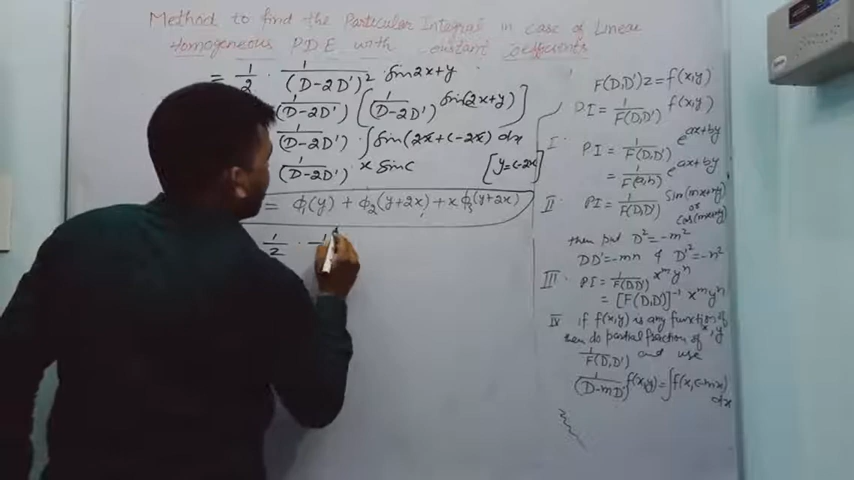 Method to find the Particular Integral in case of Linear
Homogeneous PDE with constant coefficients
= 1/2 · 1/(D-2D')² sin2x+y
1/(D-2D') [1/(D-2D') sin(2x+y)]
1/(D-2D') · ∫sin(2x+c-2x) dx
1/(D-2D') x sinc [y=c-2x]
= φ₁(y) + φ₂(y+2x) + xφ₃(y+2x)
1/2 · 1
F(D,D')z = f(x,y)
PI = 1/F(D,D') f(x,y)
I· PI = 1/F(D,D') e^(ax+by)
= 1/F(a,b) e^(ax+by)
II PI = 1/F(D,D') sin(mx+ny) or cos(mx+ny)
then put D² = -m²
DD' = -mn & D'² = -n²
III· PI = 1/F(D,D') x^m y^n
= [F(D,D')]⁻¹ x^m y^n
IV if f(x,y) is any function of x,y
then do partial fraction of
1/F(D,D') and use
1/(D-mD') f(x,y) = ∫f(x,c-mx) dx